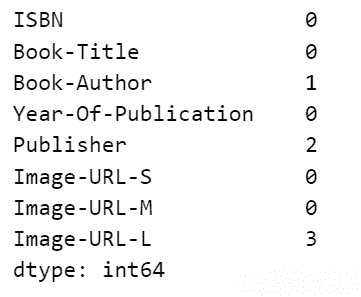 ISBN 0
Book-Title 0
Book-Author 1
Year-Of-Publication 0
Publisher 2
Image-URL-S 0
Image-URL-M 0
Image-URL-L 3
dtype: int64